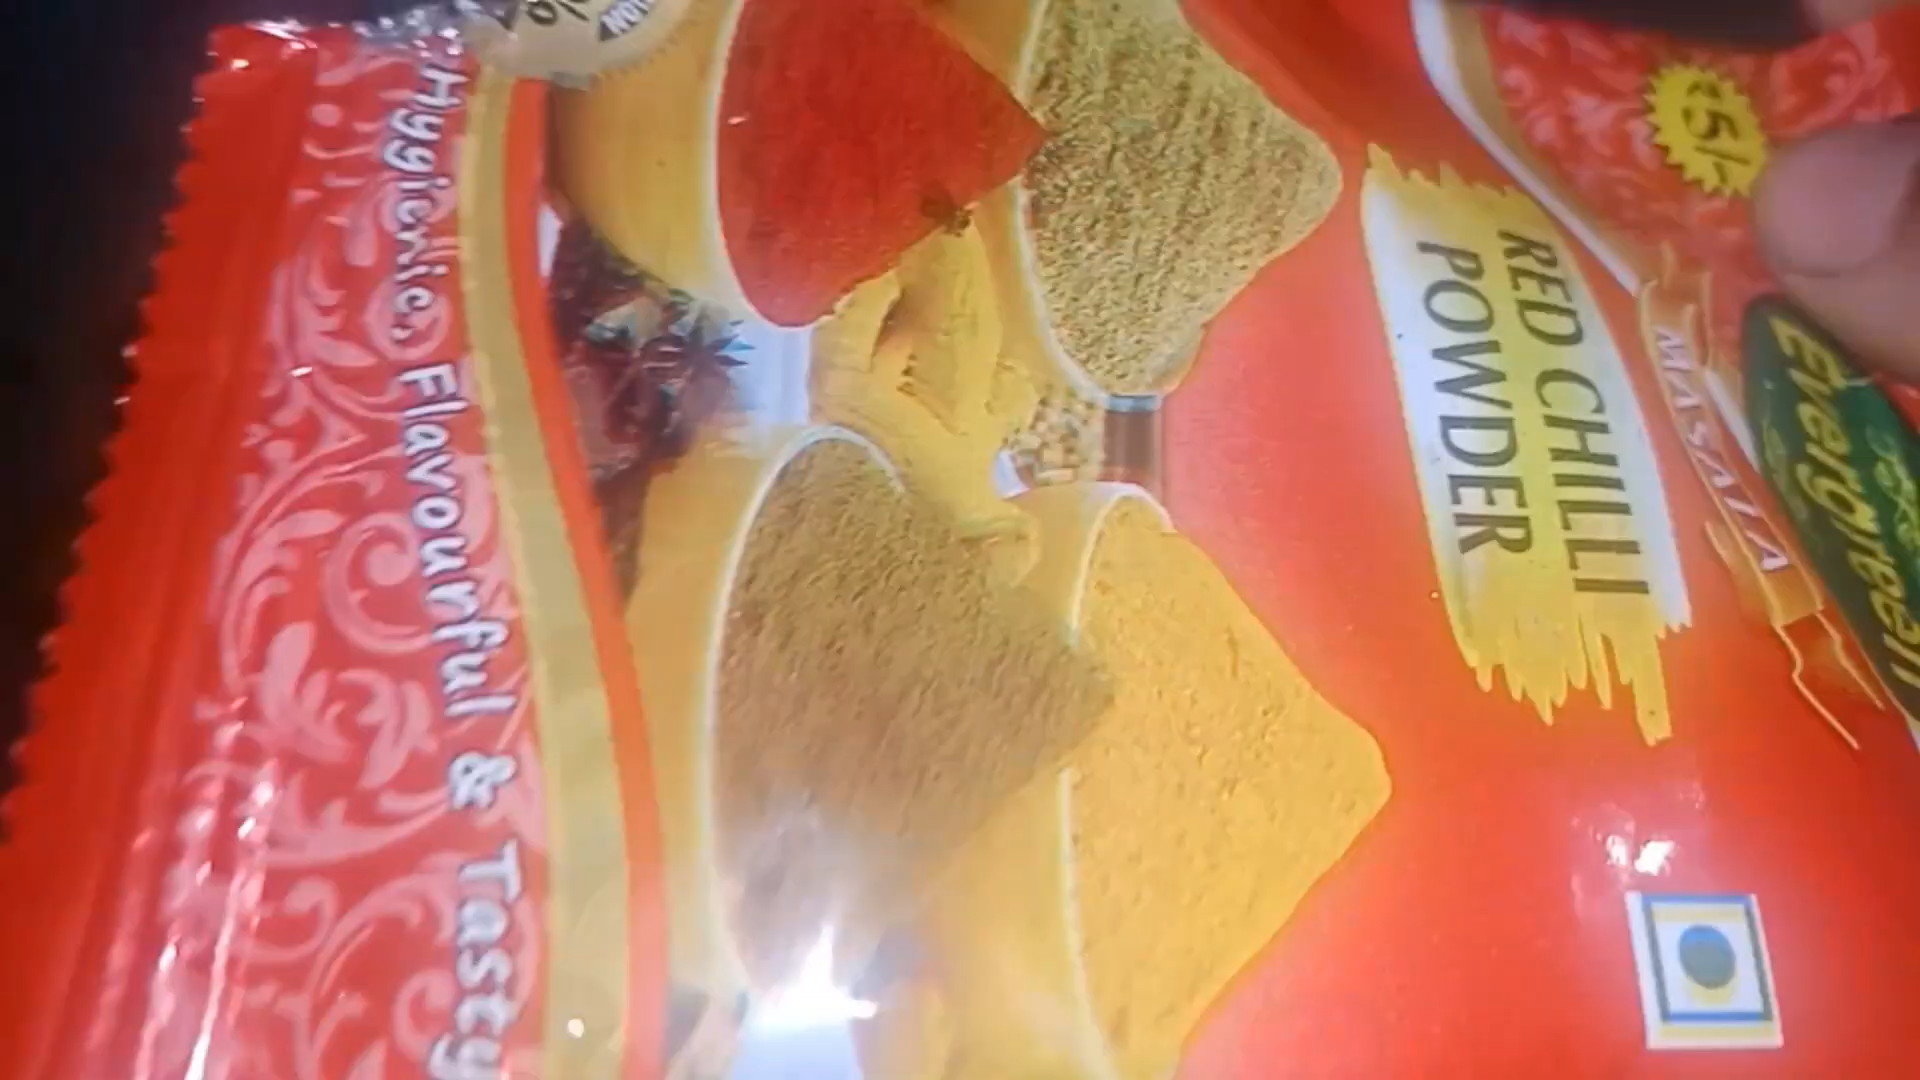 ₹5/-
Evergreen
MASALA
RED CHILLI
POWDER
Hygienic, Flavourful & Tasty